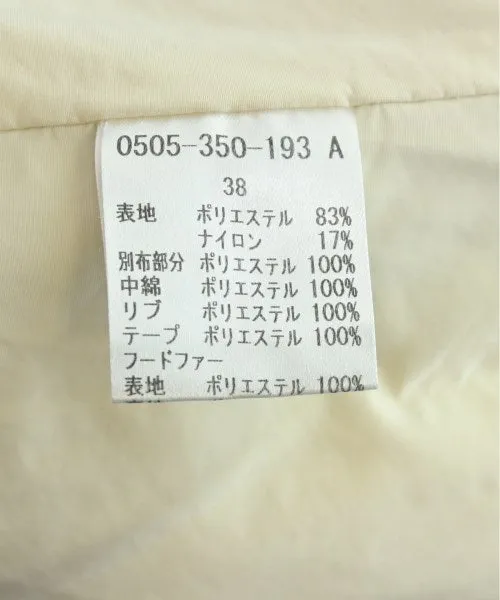 0505-350-193 A
38
表地 ポリエステル 83%
ナイロン 17%
別布部分 ポリエステル 100%
中綿 ポリエステル 100%
リブ ポリエステル 100%
テープ ポリエステル 100%
フードファー
表地 ポリエステル 100%